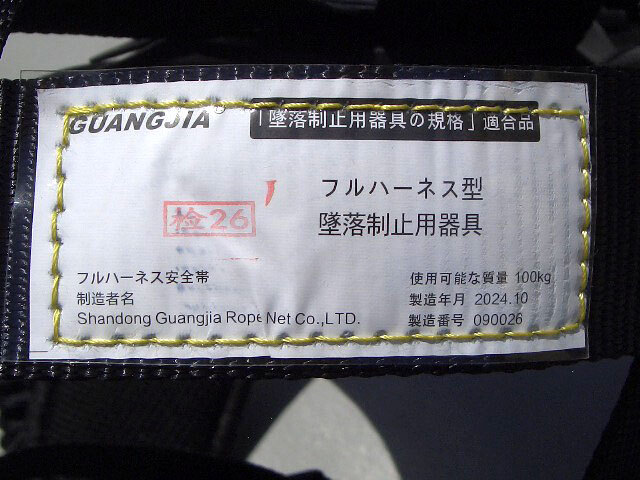 GUANGJIA®
「墜落制止用器具の規格」適合品
フルハーネス型
墜落制止用器具
检26
フルハーネス安全帯
制造者名
Shandong Guangjia Rope Net Co.,LTD.
使用可能な質量 100kg
製造年月 2024.10
製造番号 090026